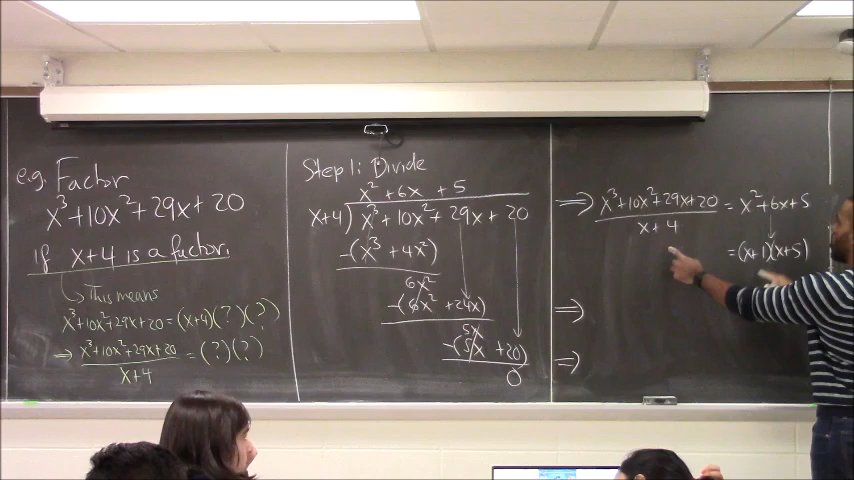 e.g. Factor
x³+10x²+29x+20
if x+4 is a factor.
↳ This means
x³+10x²+29x+20=(x+4)(?)(?)
⇒ x³+10x²+29x+20 = (?)(?)
x+4
Step 1: Divide
x² +6x +5
x+4) x³+10x²+29x+20
-(x³ +4x²)
6x²
-(6x² +24x)
5x
-(5x +20)
0
⇒ x³+10x²+29x+20 = x²+6x+5
x+4
=(x+1)(x+5)
⇒
⇒